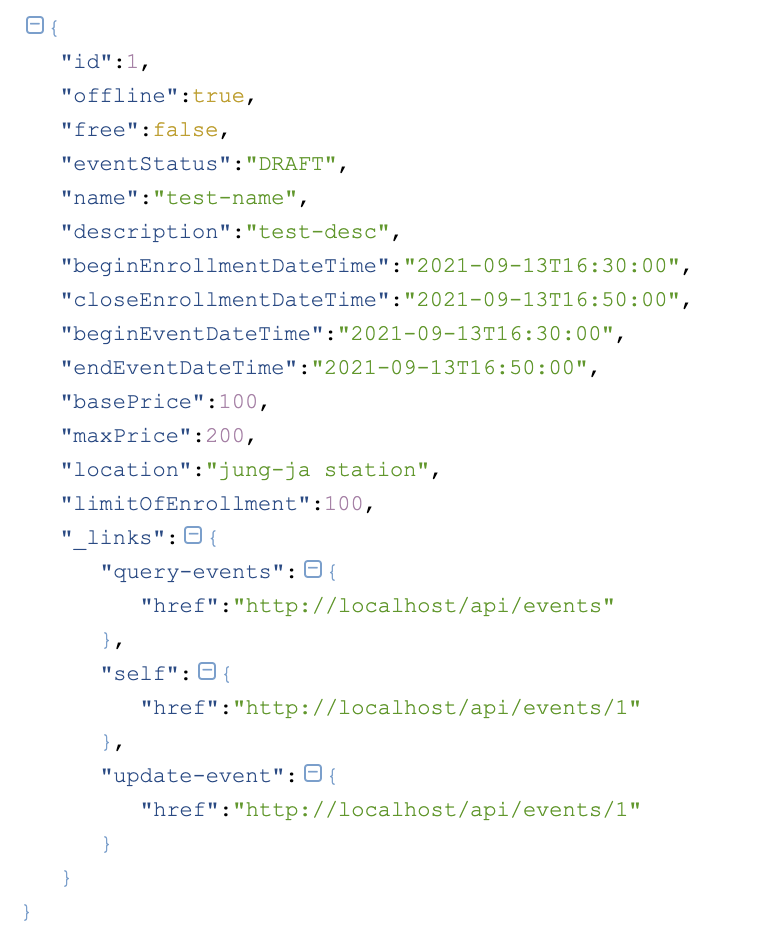 {
"id":1,
"offline":true,
"free":false,
"eventStatus":"DRAFT",
"name":"test-name",
"description":"test-desc",
"beginEnrollmentDateTime":"2021-09-13T16:30:00",
"closeEnrollmentDateTime":"2021-09-13T16:50:00",
"beginEventDateTime":"2021-09-13T16:30:00",
"endEventDateTime":"2021-09-13T16:50:00",
"basePrice":100,
"maxPrice":200,
"location":"jung-ja station",
"limitOfEnrollment":100,
"_links":{
"query-events":{
"href":"http://localhost/api/events"
},
"self":{
"href":"http://localhost/api/events/1"
},
"update-event":{
"href":"http://localhost/api/events/1"
}
}
}